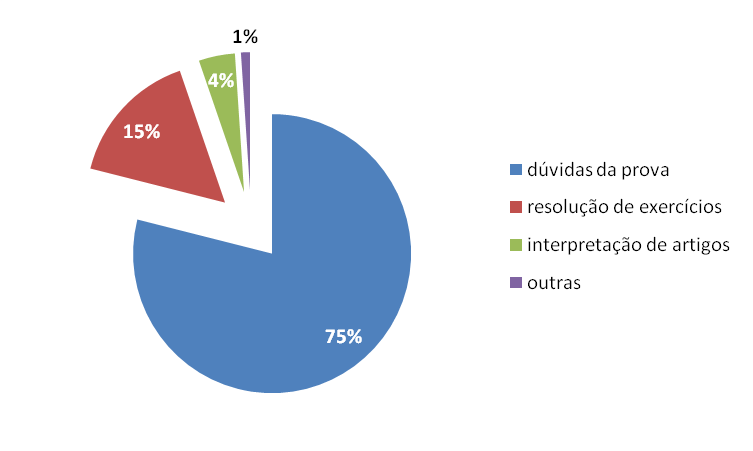 1%
4%
15%
75%
dúvidas da prova
resolução de exercícios
interpretação de artigos
outras